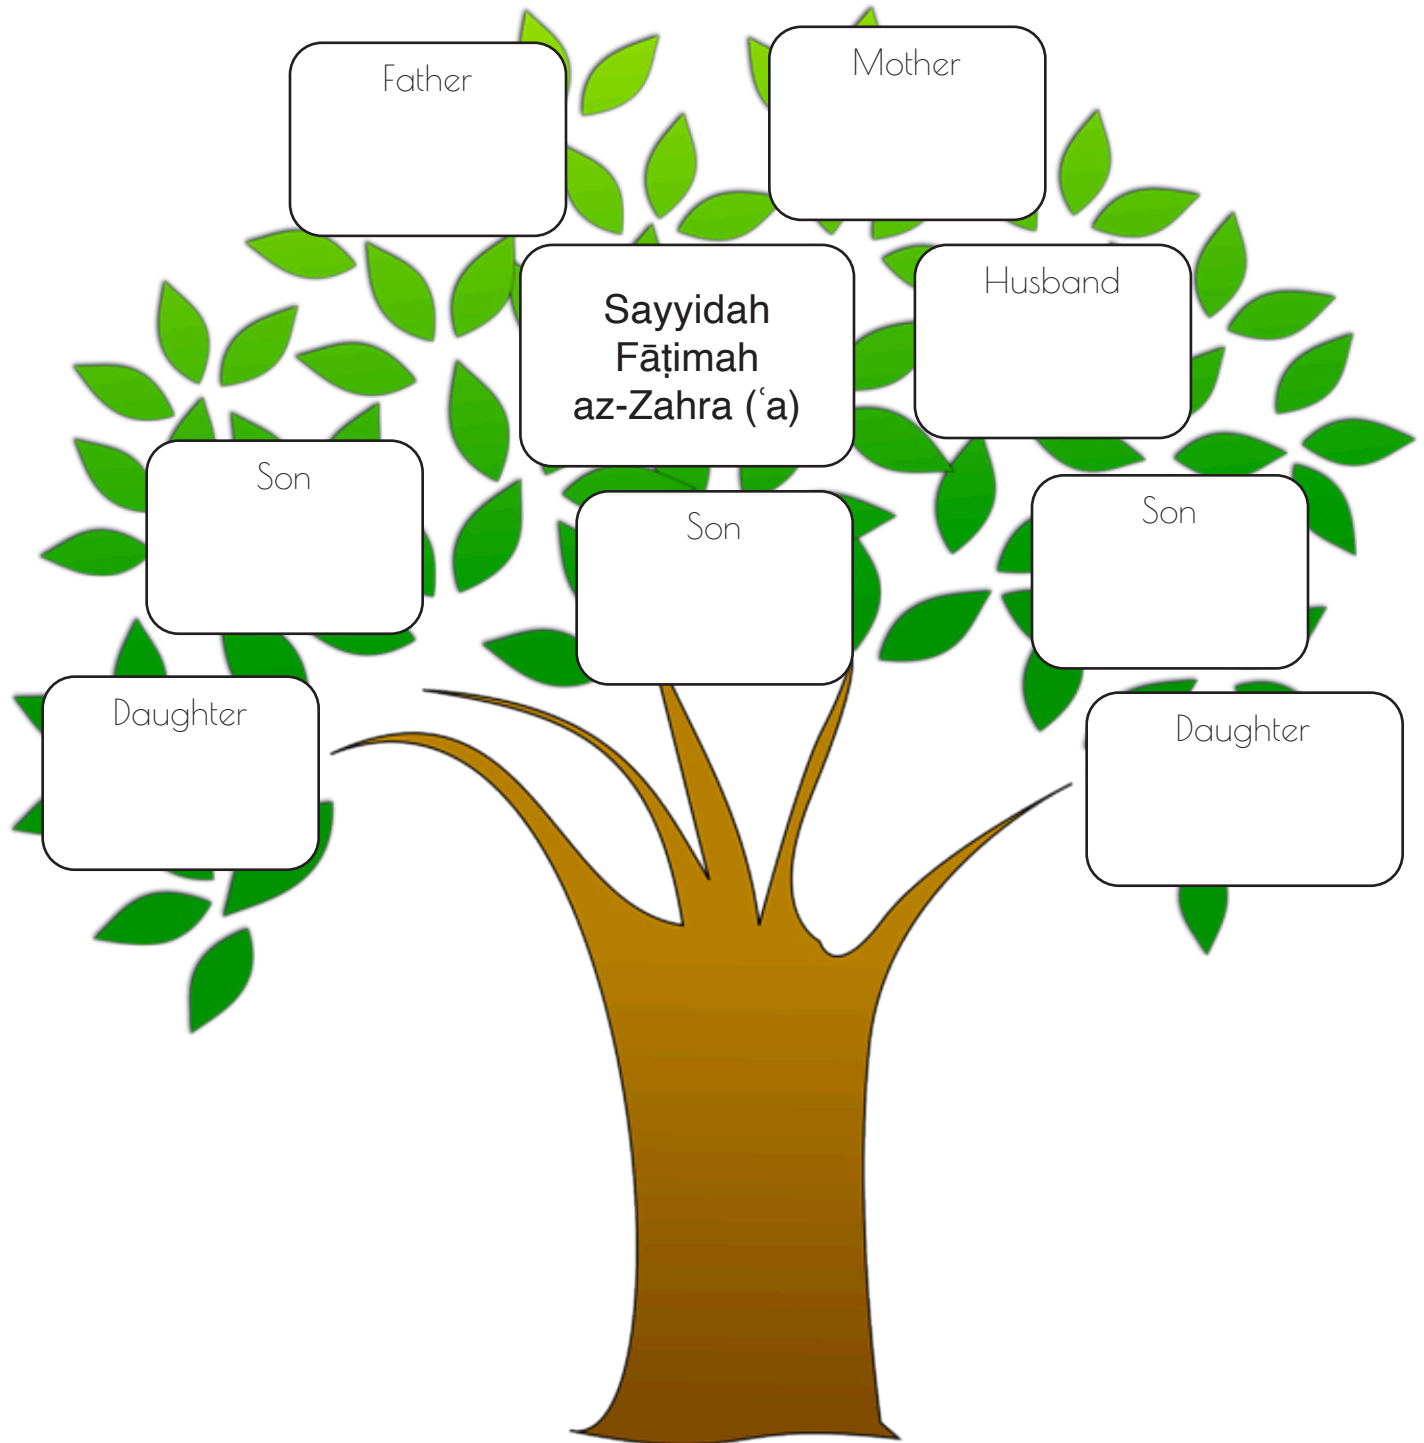 Father
Mother
Sayyidah
Fāṭimah
az-Zahra (ʿa)
Husband
Son
Son
Son
Daughter
Daughter